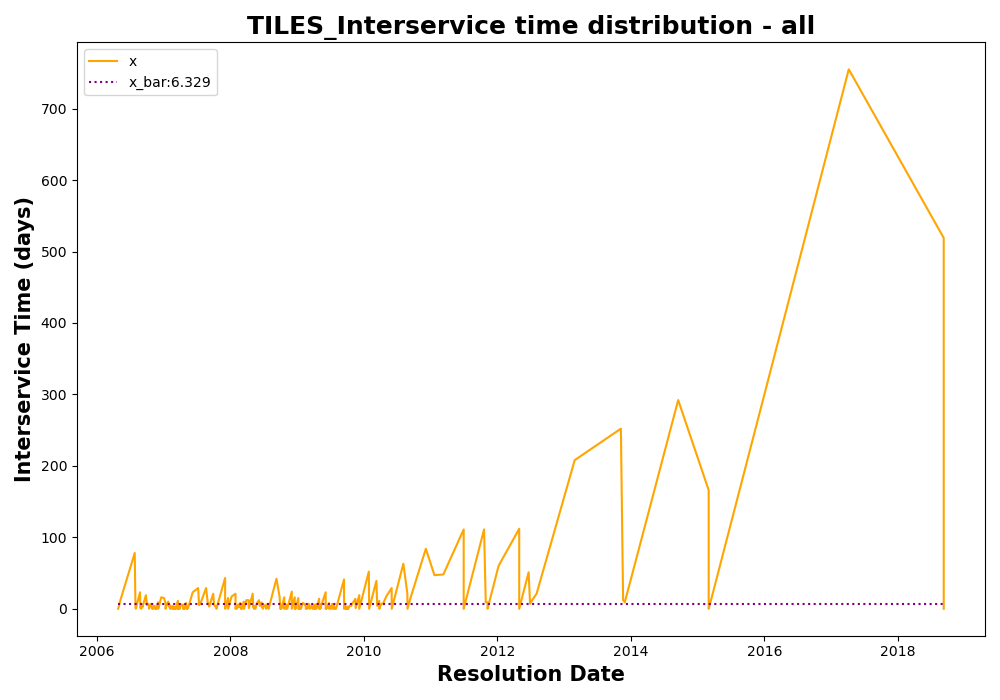 TILES_Interservice time distribution - all
x
x_bar:6.329
Interservice Time (days)
700
600
500
400
300
200
100
0
2006 2008 2010 2012 2014 2016 2018
Resolution Date